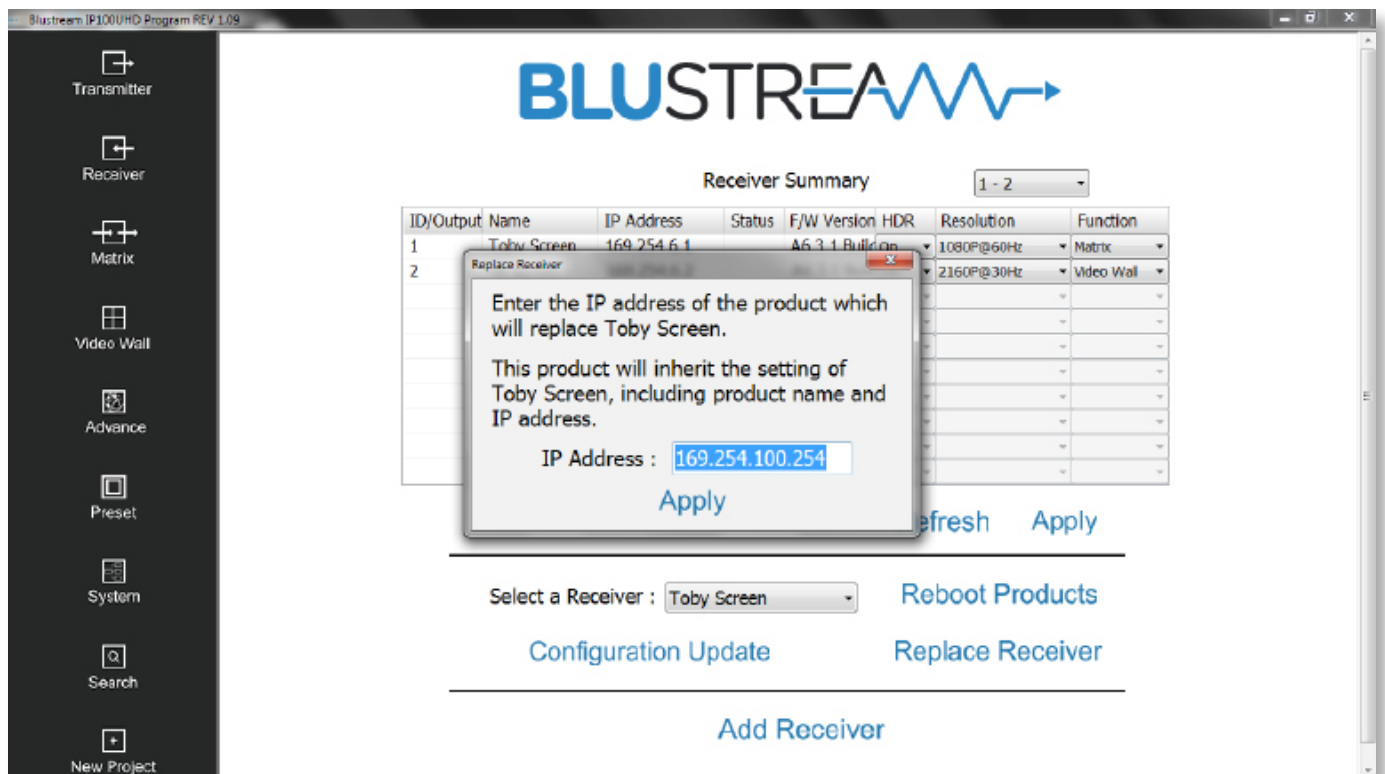 Blustream IP100UHD Program REV 1.09
Transmitter
Receiver
Matrix
Video Wall
Advance
Preset
System
Search
New Project
BLUSTREAM
Receiver Summary
1 - 2
ID/Output Name IP Address Status F/W Version HDR Resolution Function
1 Toby Screen 169.254.6.1 A6.3.1 Build on 1080P@60Hz Matrix
2 2160P@30Hz Video Wall
Replace Receiver
Enter the IP address of the product which
will replace Toby Screen.
This product will inherit the setting of
Toby Screen, including product name and
IP address.
IP Address : 169.254.100.254
Apply
efresh Apply
Select a Receiver : Toby Screen Reboot Products
Configuration Update Replace Receiver
Add Receiver